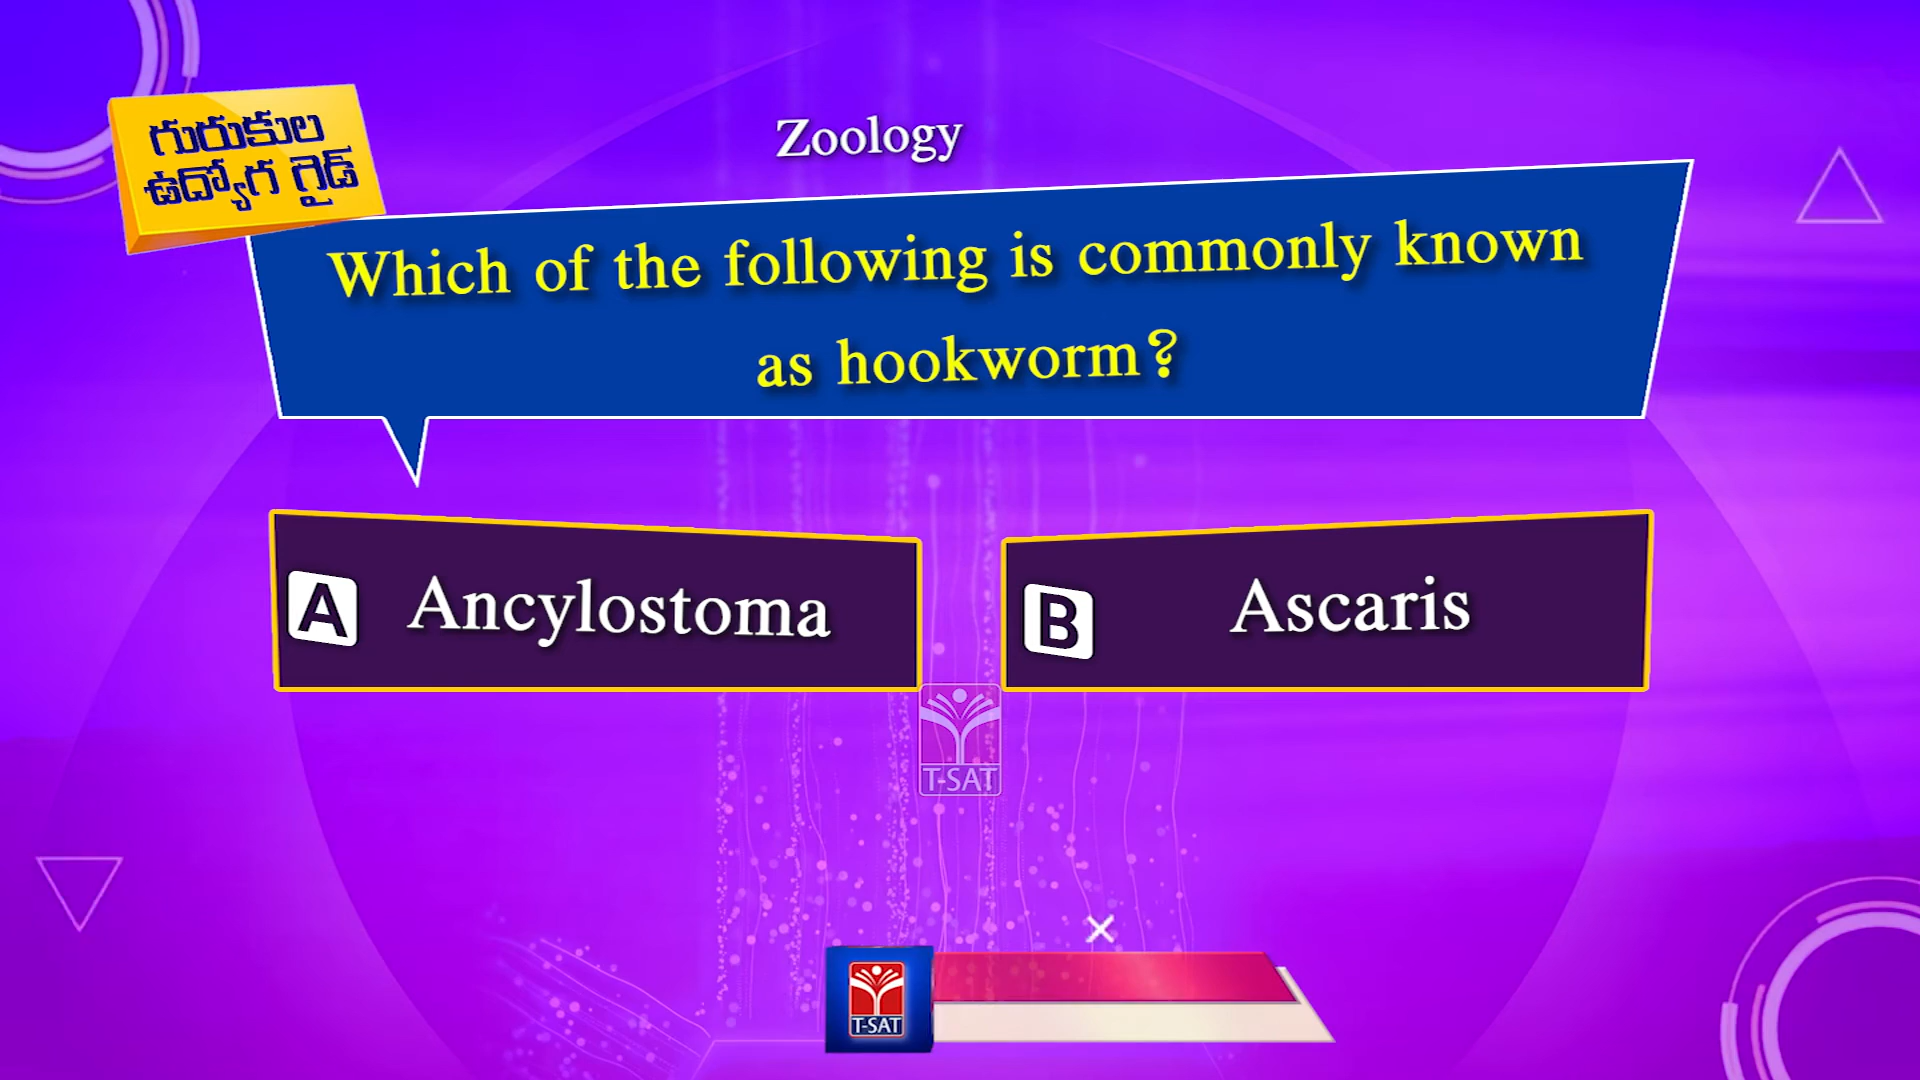 గురుకుల
ఉద్యోగ గైడ్
Zoology
Which of the following is commonly known
as hookworm?
A Ancylostoma
B Ascaris
T-SAT
T-SAT